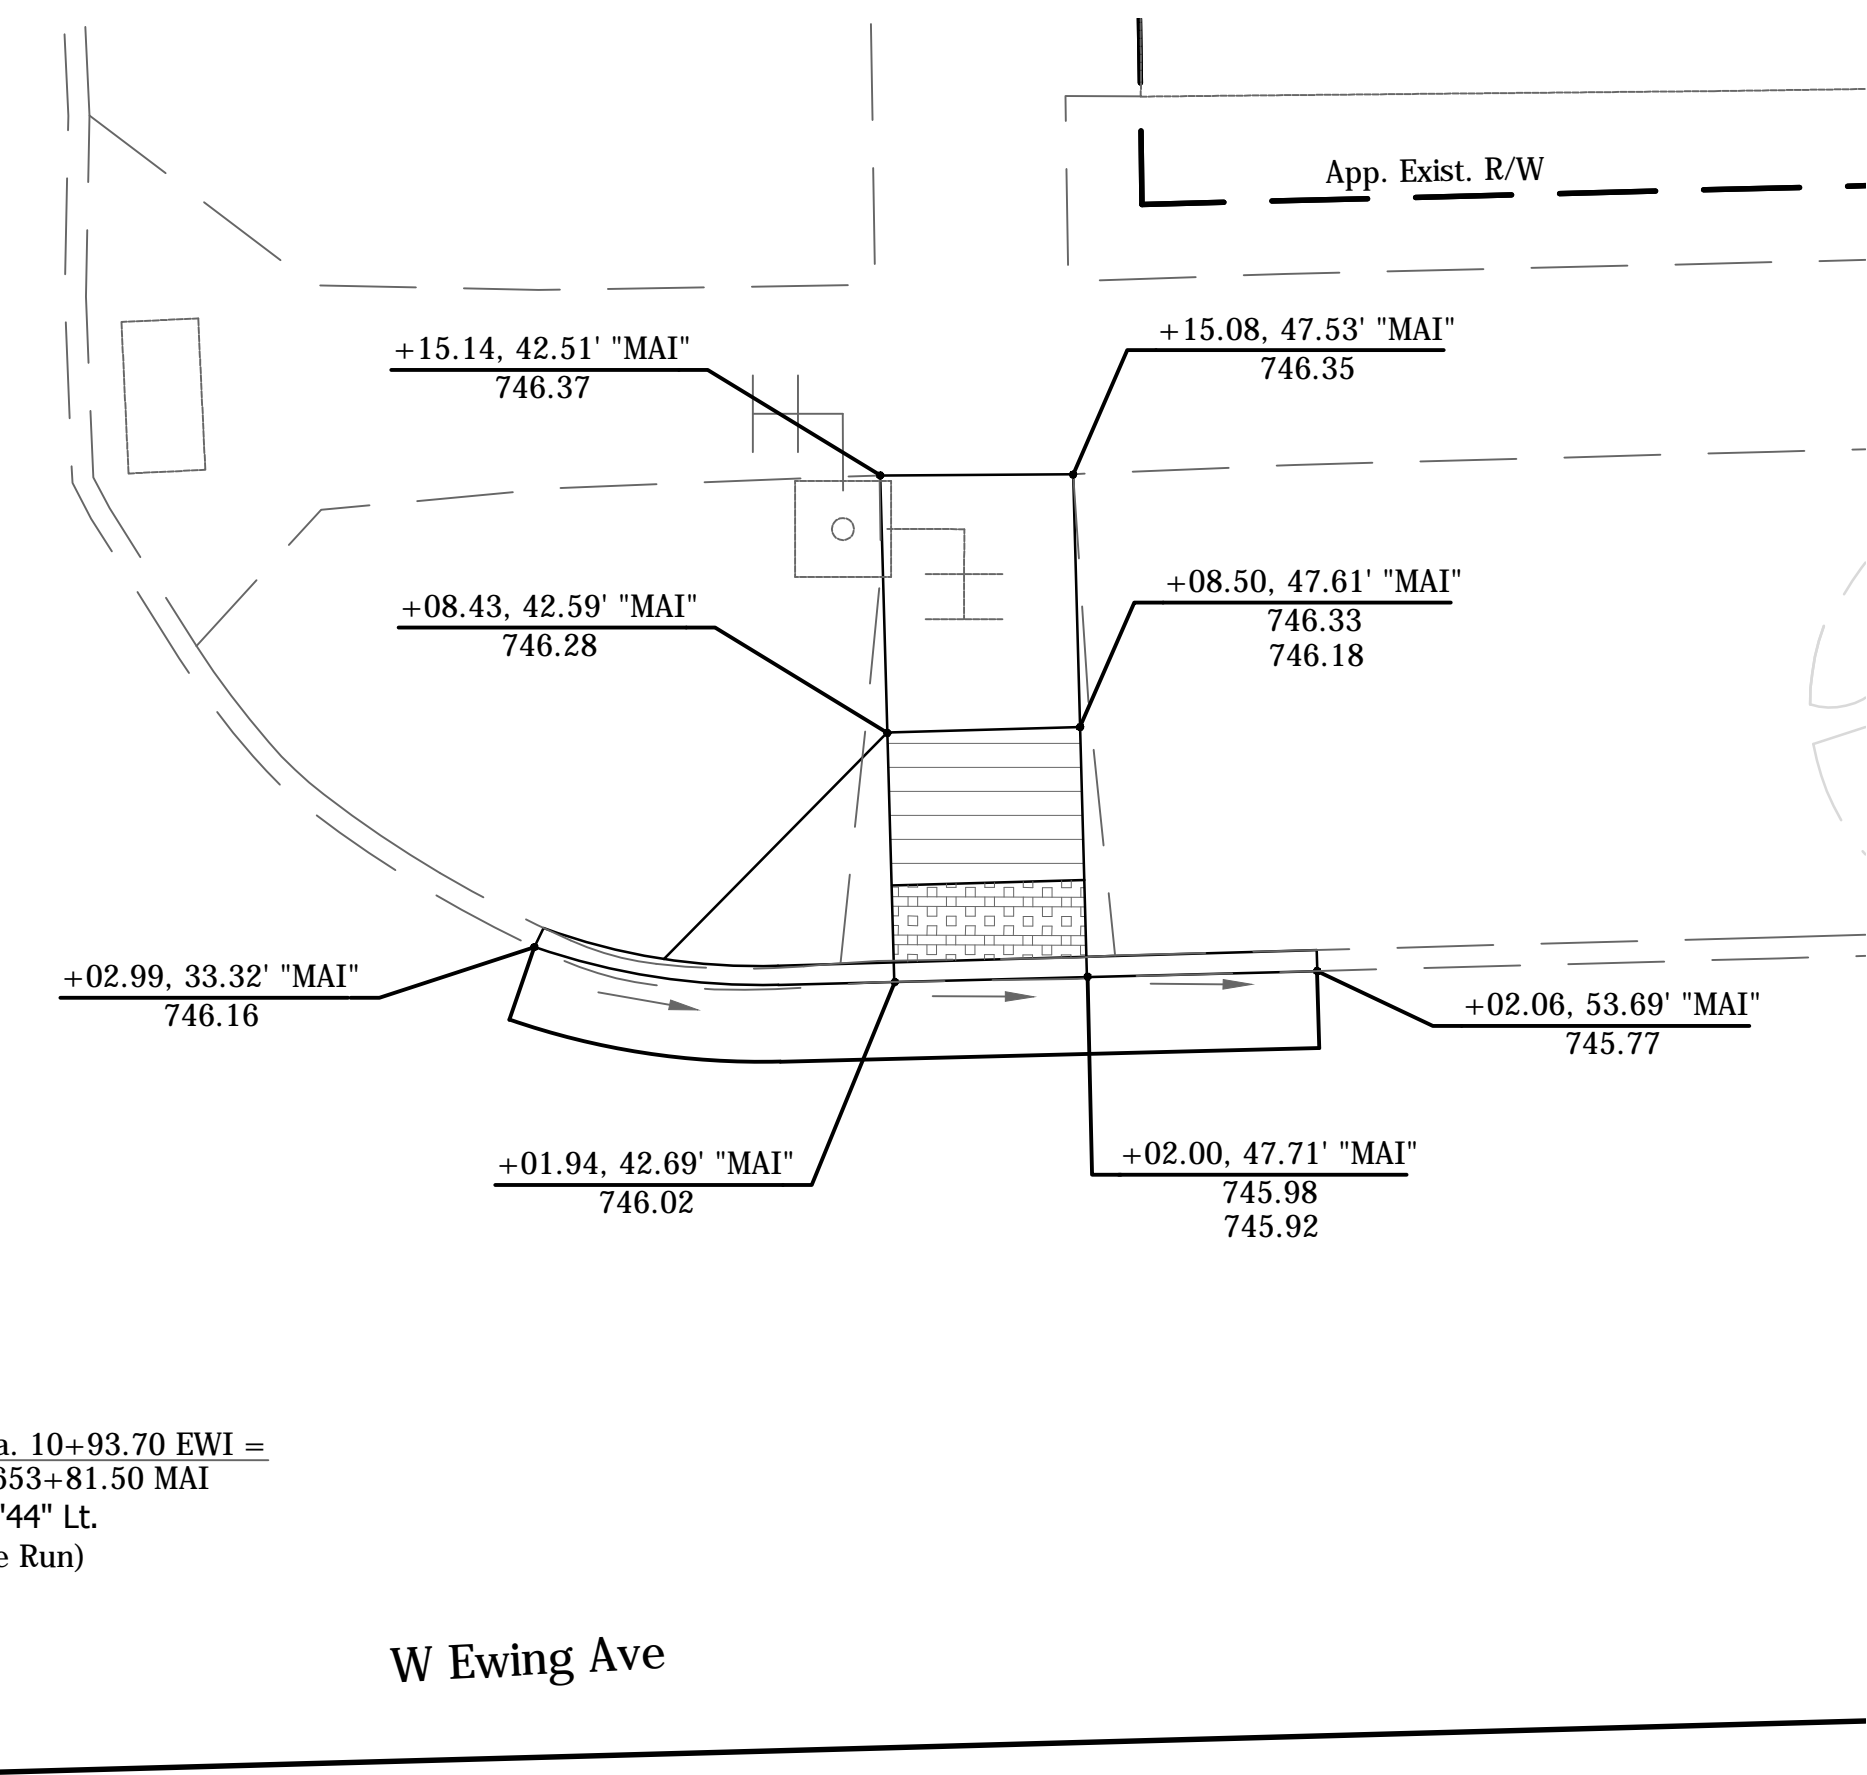 App. Exist. R/W
+15.14, 42.51' "MAI"
746.37
+15.08, 47.53' "MAI"
746.35
+08.43, 42.59' "MAI"
746.28
+08.50, 47.61' "MAI"
746.33
746.18
+02.99, 33.32' "MAI"
746.16
+02.06, 53.69' "MAI"
745.77
+01.94, 42.69' "MAI"
746.02
+02.00, 47.71' "MAI"
745.98
745.92
a. 10+93.70 EWI =
653+81.50 MAI
'44" Lt.
e Run)
W Ewing Ave